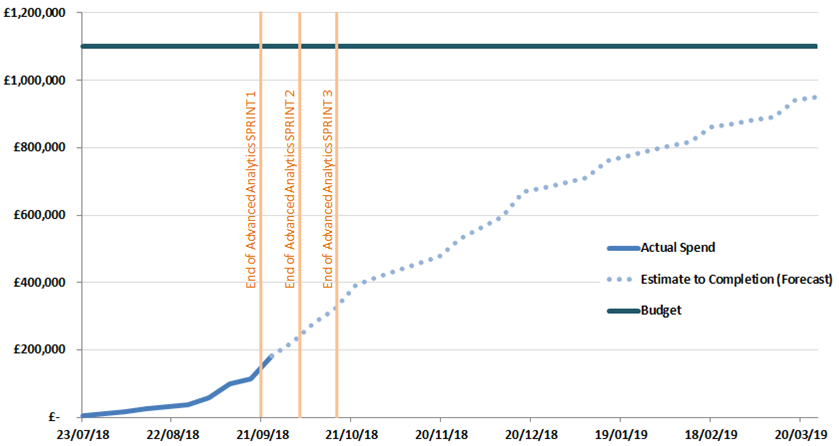 £1,200,000
£1,000,000
£800,000
£600,000
£400,000
£200,000
£-
End of Advanced Analytics SPRINT 1
End of Advanced Analytics SPRINT 2
End of Advanced Analytics SPRINT 3
Actual Spend
Estimate to Completion (Forecast)
Budget
23/07/18 22/08/18 21/09/18 21/10/18 20/11/18 20/12/18 19/01/19 18/02/19 20/03/19